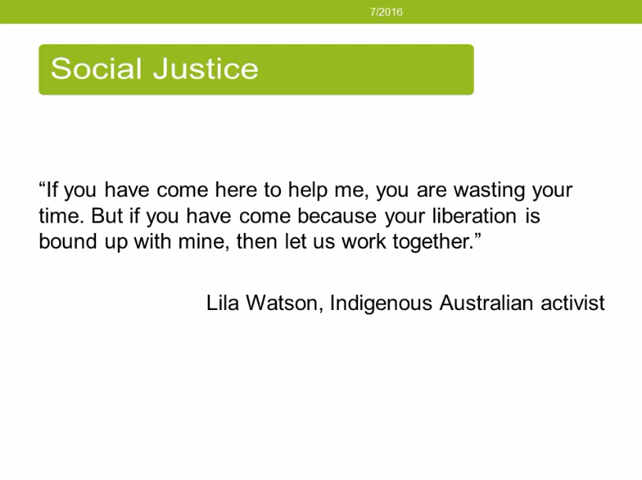 7/2016
Social Justice
“If you have come here to help me, you are wasting your
time. But if you have come because your liberation is
bound up with mine, then let us work together.”
Lila Watson, Indigenous Australian activist